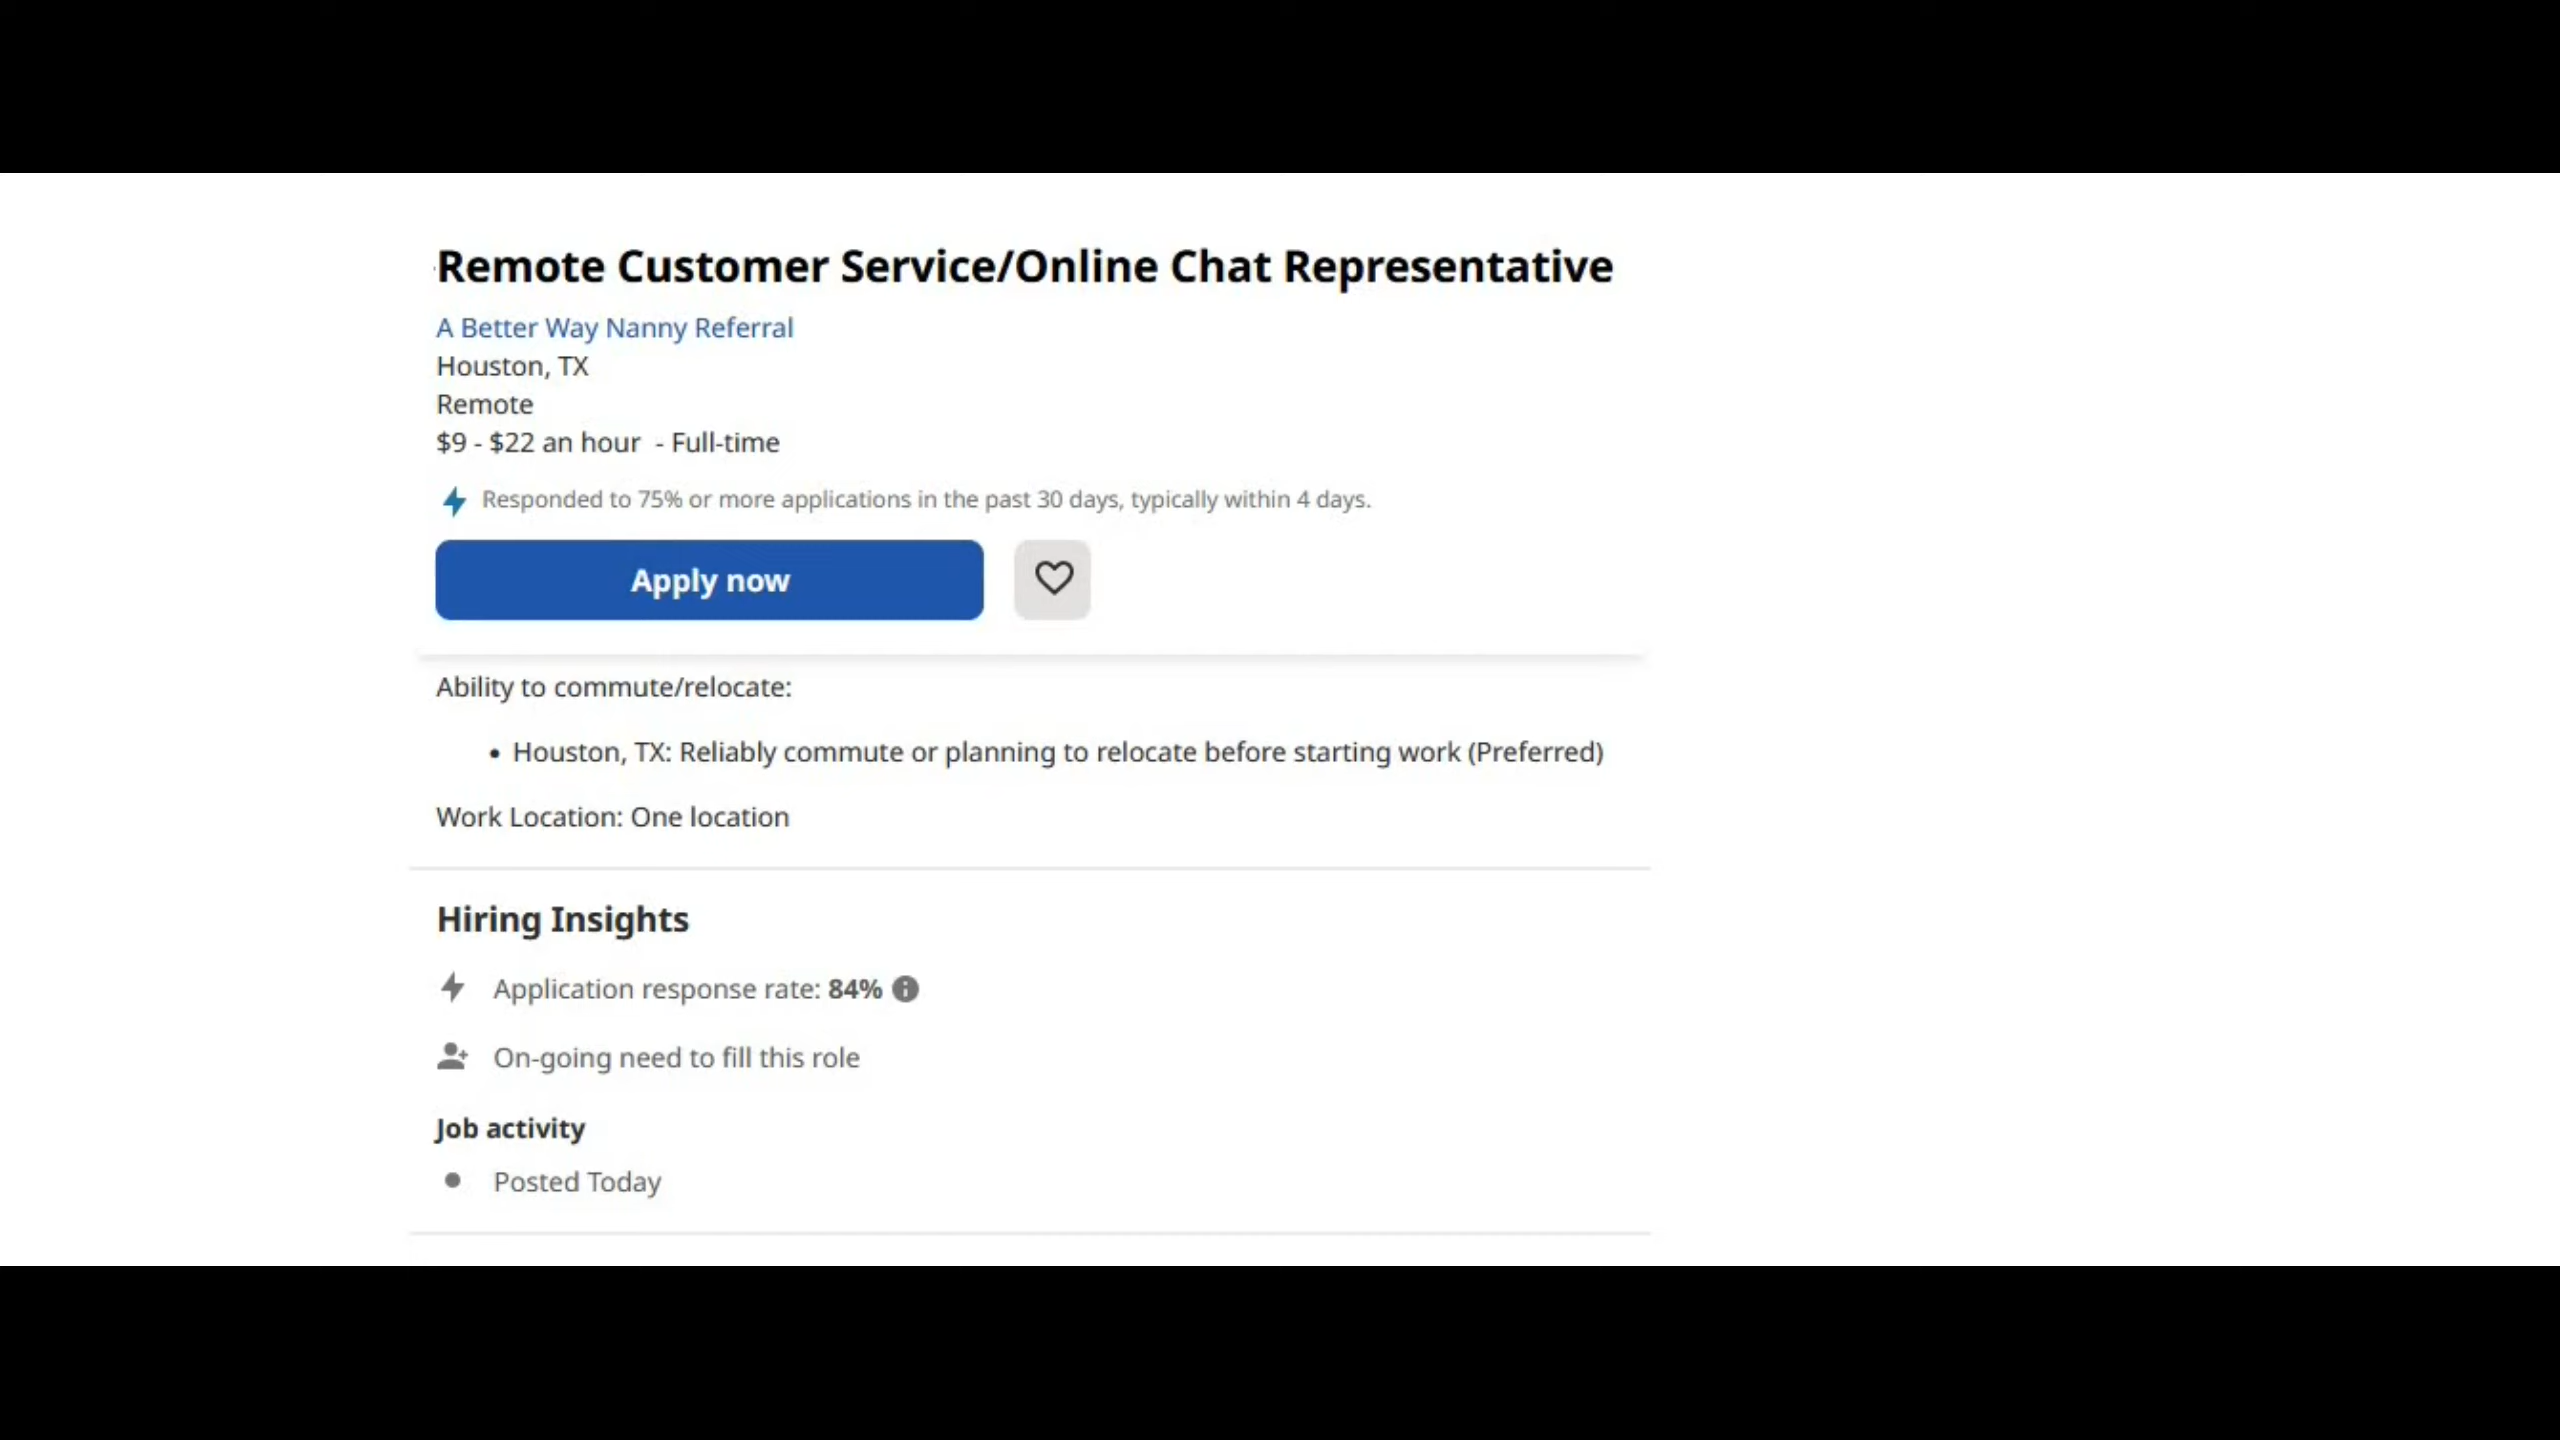 Remote Customer Service/Online Chat Representative
A Better Way Nanny Referral
Houston, TX
Remote
$9 - $22 an hour - Full-time
Responded to 75% or more applications in the past 30 days, typically within 4 days.
Apply now
Ability to commute/relocate:
• Houston, TX: Reliably commute or planning to relocate before starting work (Preferred)
Work Location: One location
Hiring Insights
Application response rate: 84%
On-going need to fill this role
Job activity
• Posted Today